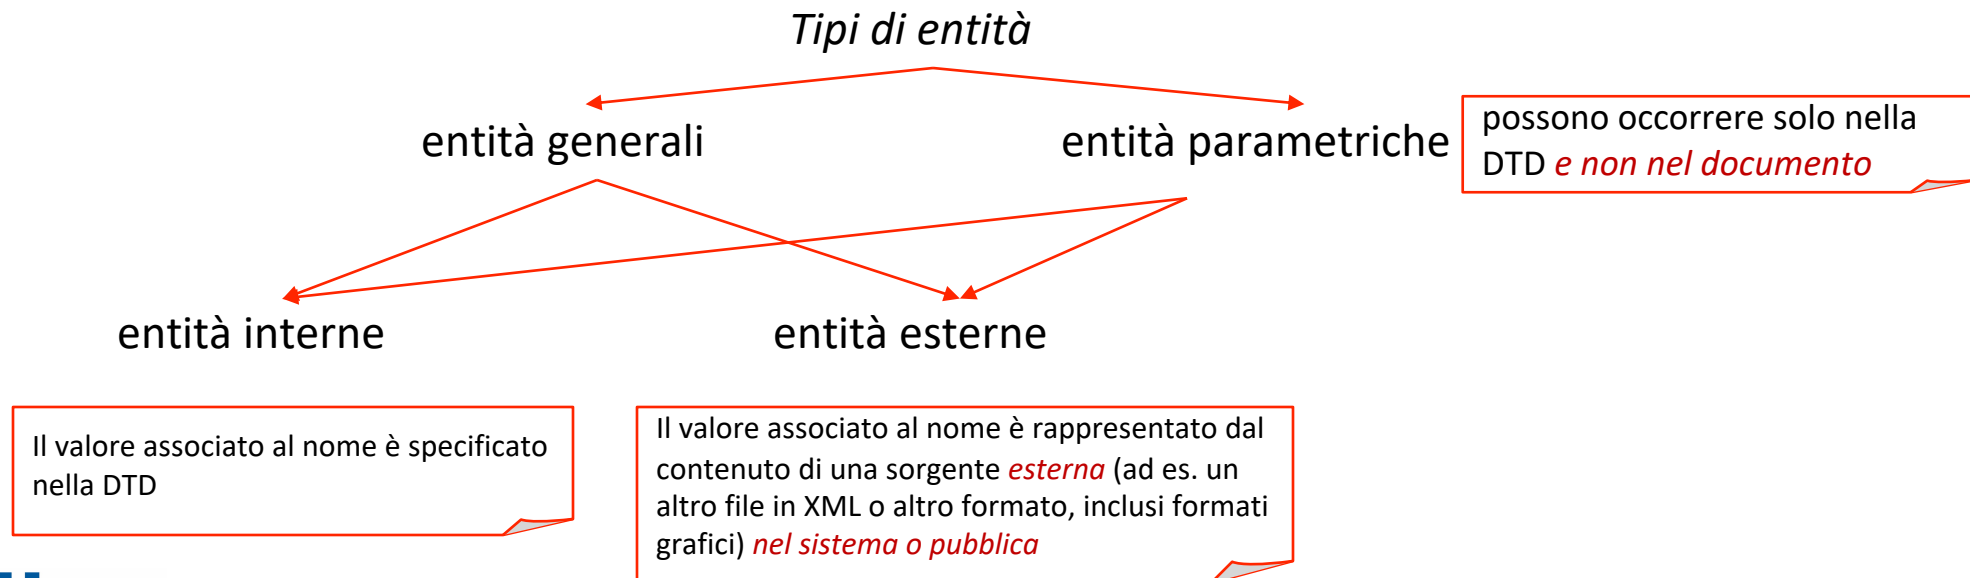 Tipi di entità
entità generali
entità parametriche
possono occorrere solo nella
DTD e non nel documento
entità interne
entità esterne
Il valore associato al nome è specificato
nella DTD
Il valore associato al nome è rappresentato dal
contenuto di una sorgente esterna (ad es. un
altro file in XML o altro formato, inclusi formati
grafici) nel sistema o pubblica